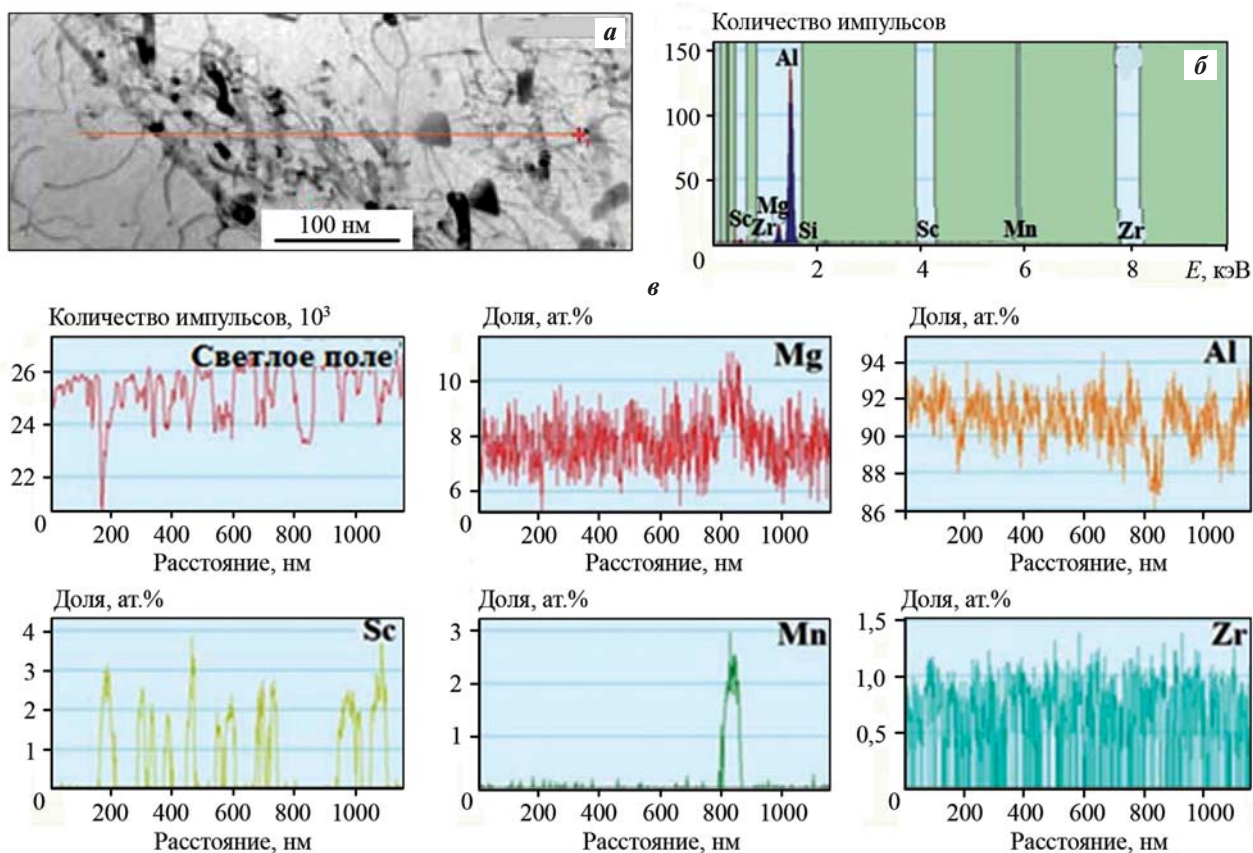 а
100 нм
Количество импульсов
б
150
Al
100
50
Mg
Sc Zr Si Sc Mn Zr
0 2 4 6 8 E, кэВ
в
Количество импульсов, 10³
Светлое поле
26
24
22
0
200 400 600 800 1000
Расстояние, нм
Доля, ат.%
Mg
10
8
6
0
200 400 600 800 1000
Расстояние, нм
Доля, ат.%
Al
94
92
90
88
86
200 400 600 800 1000
Расстояние, нм
Доля, ат.%
Sc
4
3
2
1
0
200 400 600 800 1000
Расстояние, нм
Доля, ат.%
Mn
3
2
1
0
200 400 600 800 1000
Расстояние, нм
Доля, ат.%
Zr
1,5
1,0
0,5
0
200 400 600 800 1000
Расстояние, нм